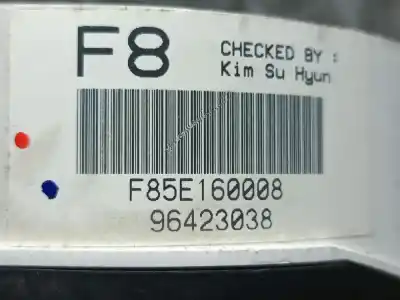 F8
CHECKED BY :
Kim Su Hyun
F85E160008
96423038